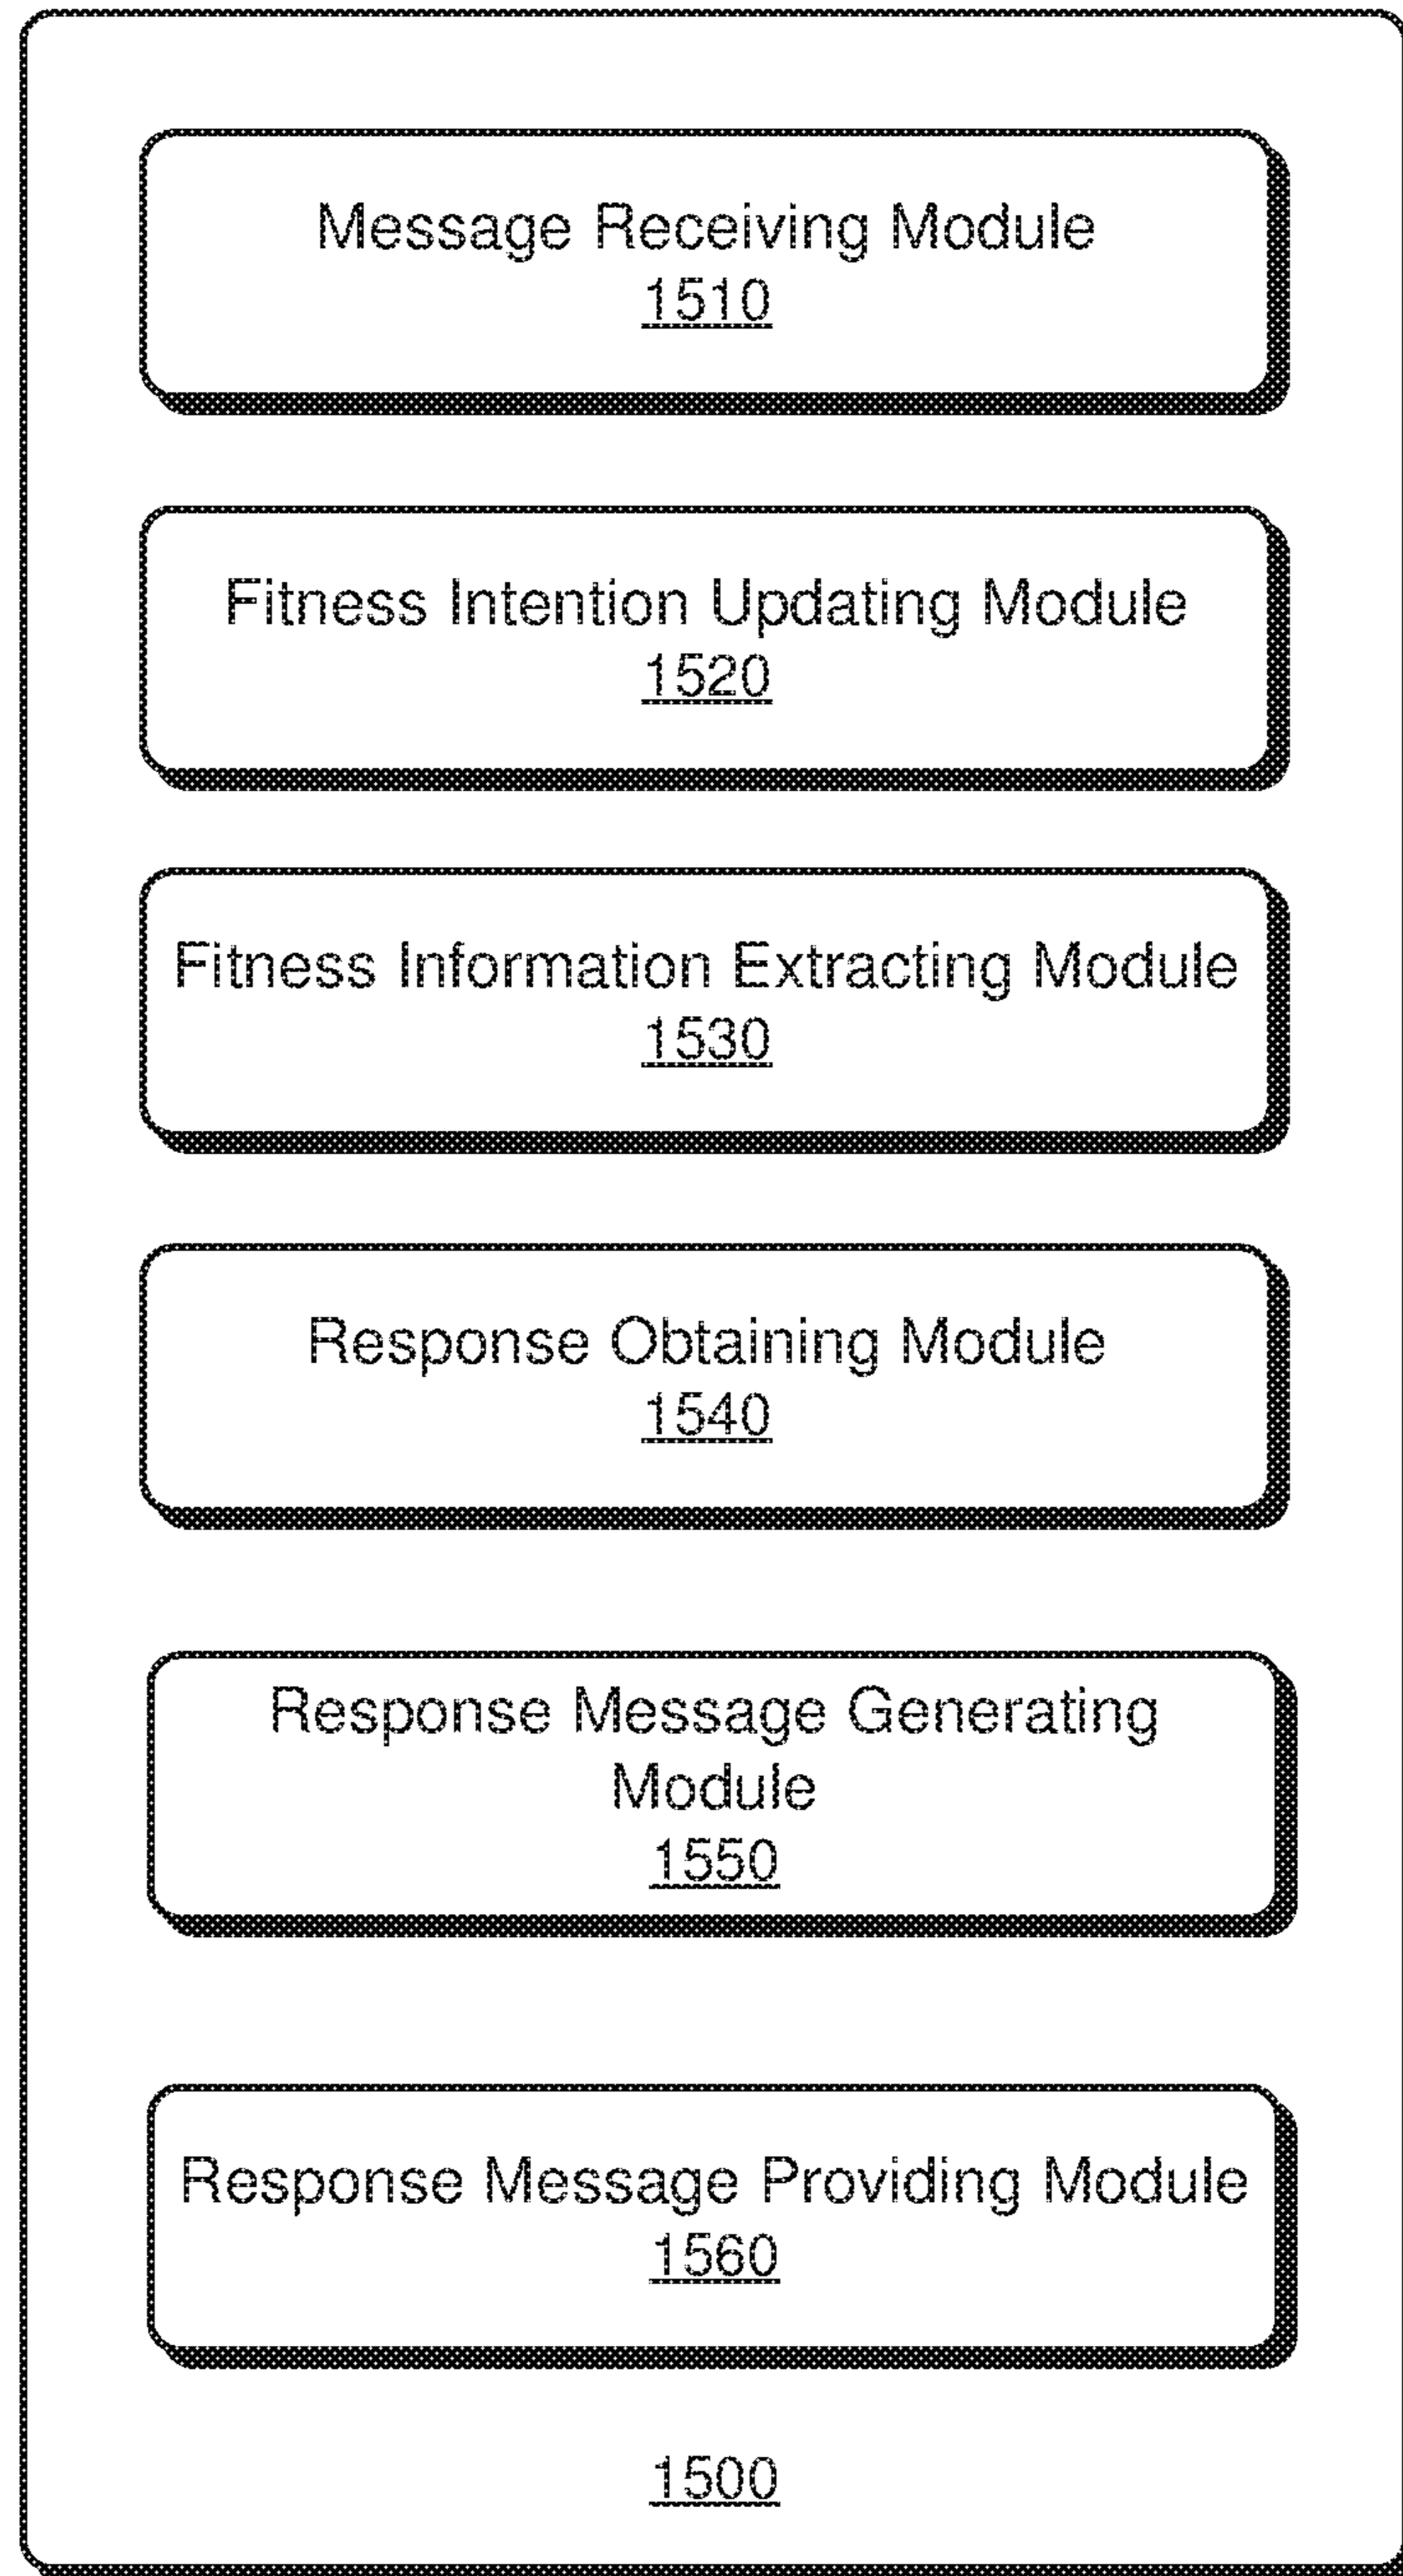 Message Receiving Module
1510
Fitness Intention Updating Module
1520
Fitness Information Extracting Module
1530
Response Obtaining Module
1540
Response Message Generating
Module
1550
Response Message Providing Module
1560
1500